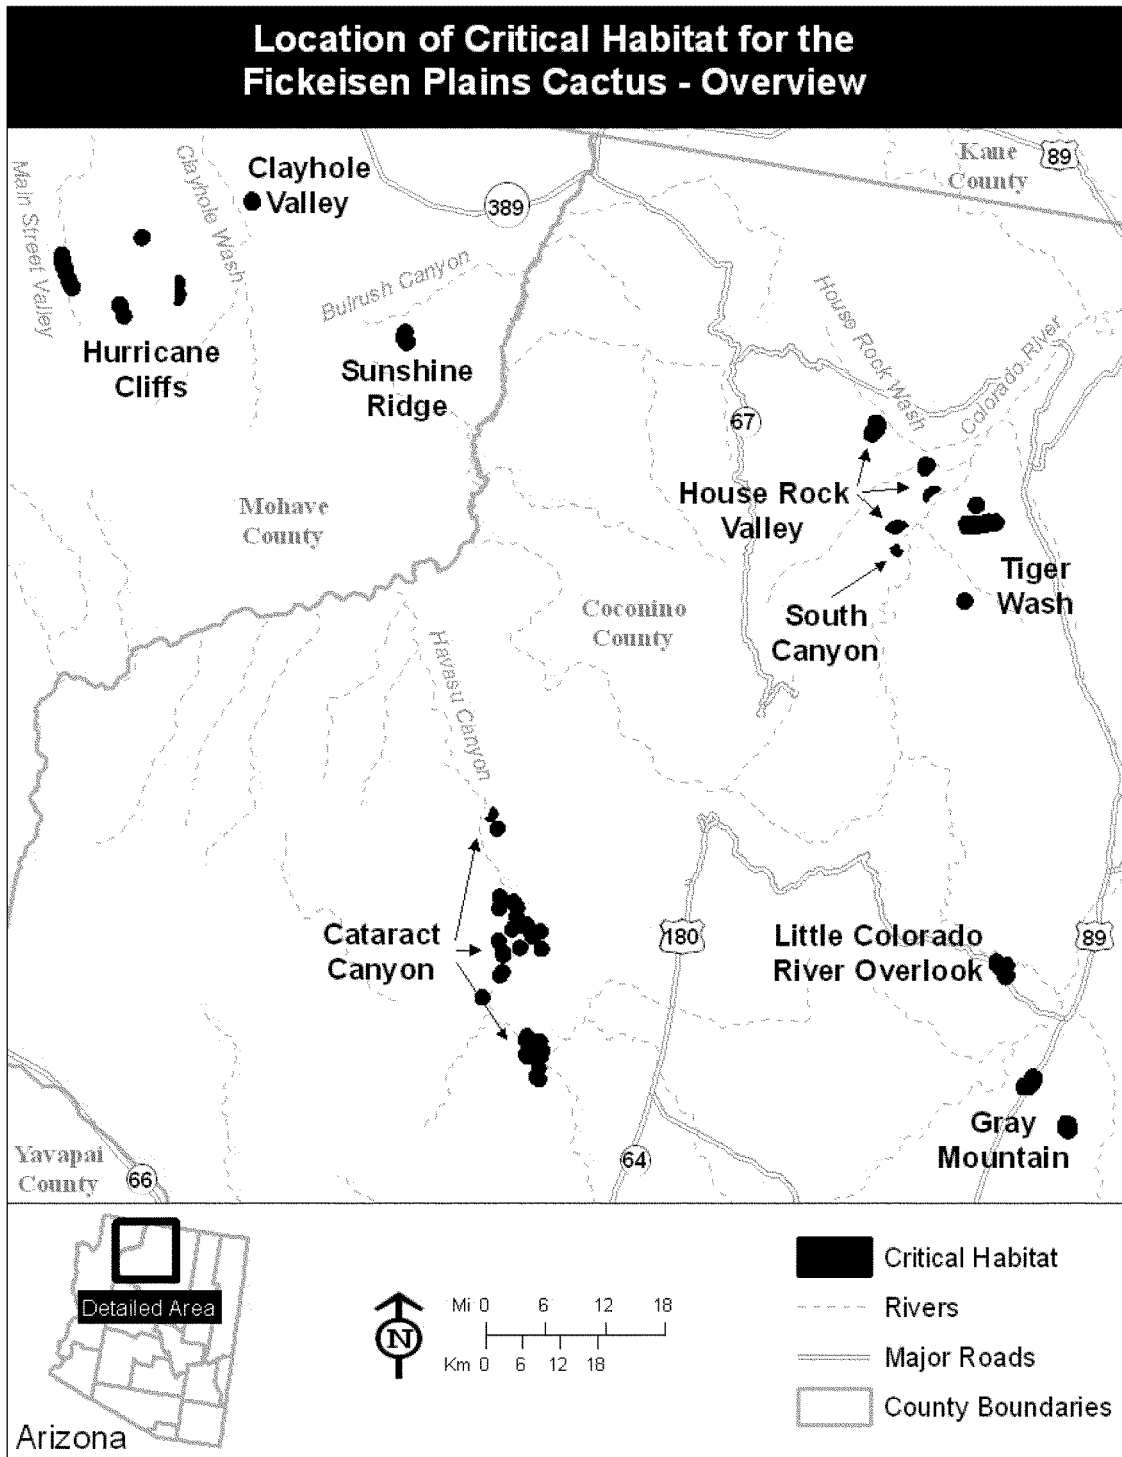 Location of Critical Habitat for the
Fickeisen Plains Cactus - Overview
Main Street Valley
Clayhole Wash
Clayhole
Valley
389
Kane
County
89
Bulrush Canyon
Hurricane
Cliffs
Sunshine
Ridge
House Rock Wash
Colorado River
67
Mohave
County
House Rock
Valley
Tiger
Wash
South
Canyon
Coconino
County
Havasu Canyon
Cataract
Canyon
180
Little Colorado
River Overlook
89
Gray
Mountain
Yavapai
County
66
64
Detailed Area
Arizona
N
Mi 0 6 12 18
Km 0 6 12 18
Critical Habitat
Rivers
Major Roads
County Boundaries